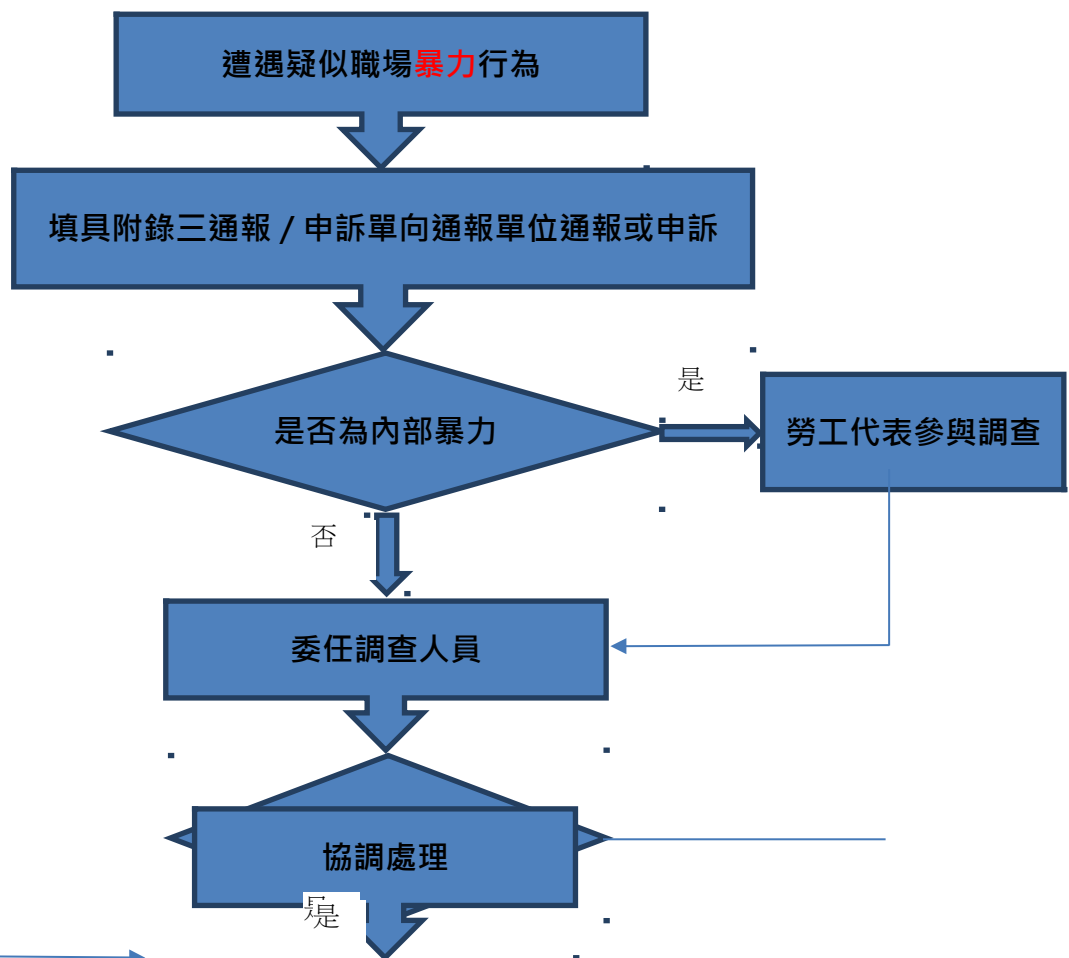 遭遇疑似職場暴力行為
填具附錄三通報 / 申訴單向通報單位通報或申訴
是否為內部暴力
是
勞工代表參與調查
否
委任調查人員
協調處理
是